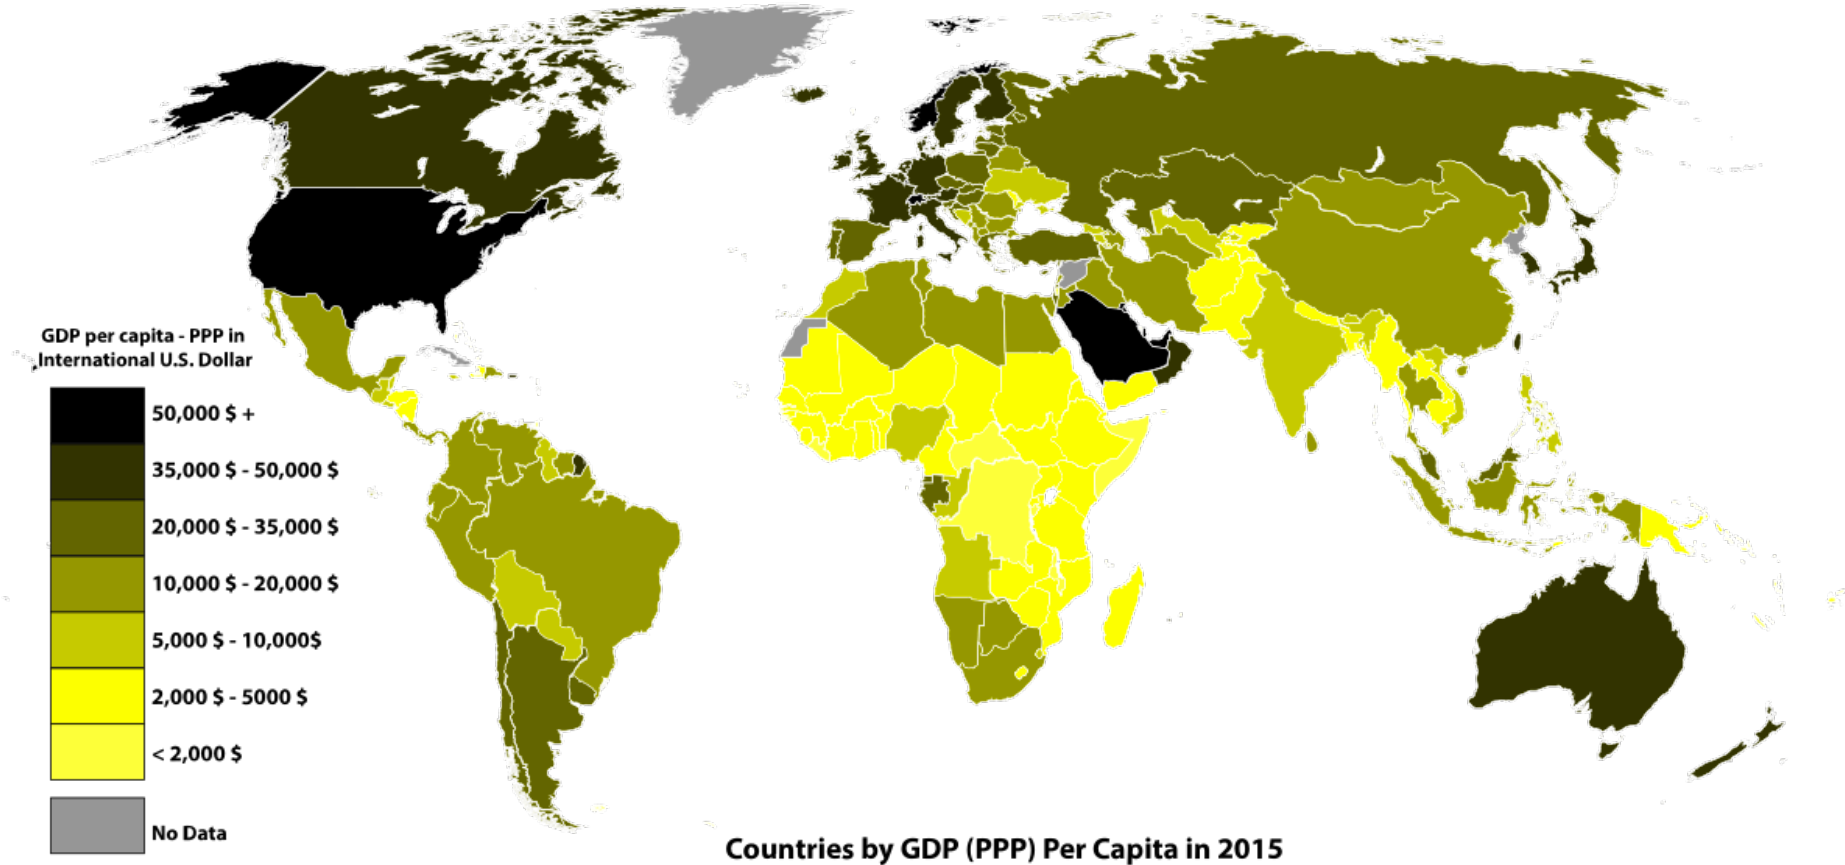 GDP per capita - PPP in
International U.S. Dollar
50,000 $ +
35,000 $ - 50,000 $
20,000 $ - 35,000 $
10,000 $ - 20,000 $
5,000 $ - 10,000$
2,000 $ - 5000 $
< 2,000 $
No Data
Countries by GDP (PPP) Per Capita in 2015